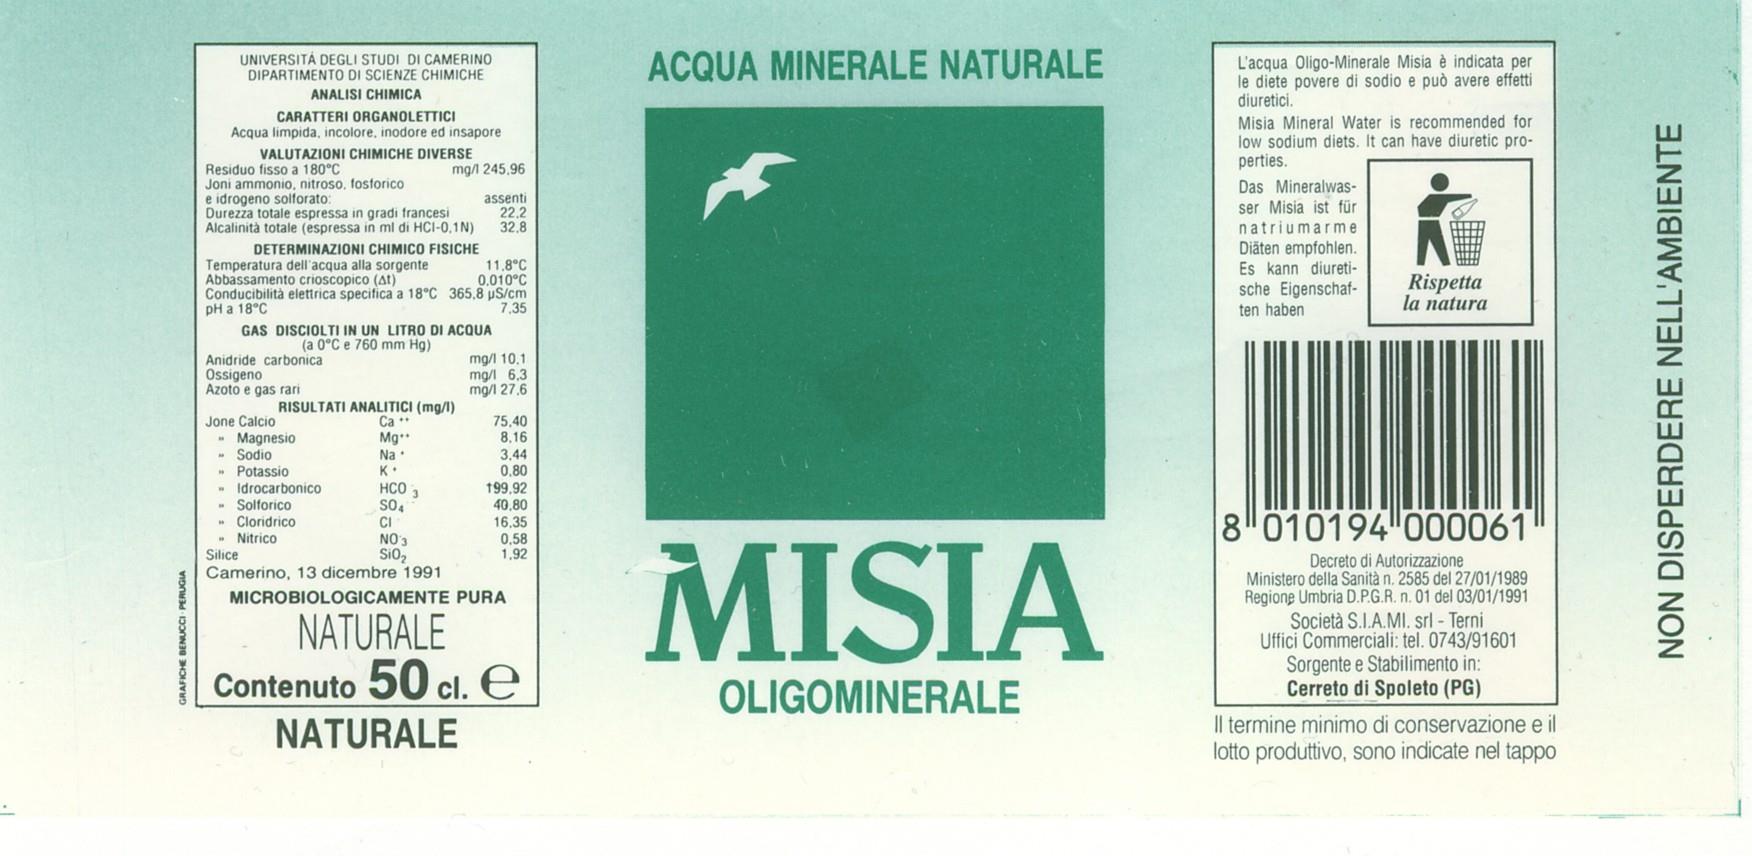 UNIVERSITÁ DEGLI STUDI DI CAMERINO
DIPARTIMENTO DI SCIENZE CHIMICHE
ANALISI CHIMICA
CARATTERI ORGANOLETTICI
Acqua limpida, incolore, inodore ed insapore
VALUTAZIONI CHIMICHE DIVERSE
Residuo fisso a 180°C mg/l 245,96
Joni ammonio, nitroso, fosforico
e idrogeno solforato: assenti
Durezza totale espressa in gradi francesi 22,2
Alcalinità totale (espressa in ml di HCl-0,1N) 32,8
DETERMINAZIONI CHIMICO FISICHE
Temperatura dell'acqua alla sorgente 11,8°C
Abbassamento crioscopico (Δt) 0,010°C
Conducibilità elettrica specifica a 18°C 365,8 µS/cm
pH a 18°C 7,35
GAS DISCIOLTI IN UN LITRO DI ACQUA
(a 0°C e 760 mm Hg)
Anidride carbonica mg/l 10,1
Ossigeno mg/l 6,3
Azoto e gas rari mg/l 27,6
RISULTATI ANALITICI (mg/l)
Jone Calcio Ca ++ 75,40
" Magnesio Mg++ 8,16
" Sodio Na + 3,44
" Potassio K + 0,80
" Idrocarbonico HCO-3 199,92
" Solforico SO4-- 40,80
" Cloridrico Cl- 16,35
" Nitrico NO-3 0,58
Silice SiO2 1,92
Camerino, 13 dicembre 1991
MICROBIOLOGICAMENTE PURA
NATURALE
Contenuto 50 cl. e
NATURALE
GRAFICHE BENUCCI - PERUGIA
ACQUA MINERALE NATURALE
MISIA
OLIGOMINERALE
L'acqua Oligo-Minerale Misia è indicata per
le diete povere di sodio e può avere effetti
diuretici.
Misia Mineral Water is recommended for
low sodium diets. It can have diuretic pro-
perties.
Das Mineralwas-
ser Misia ist für
natriumarme
Diäten empfohlen.
Es kann diureti-
sche Eigenschaf-
ten haben
Rispetta
la natura
8 010194 000061
Decreto di Autorizzazione
Ministero della Sanità n. 2585 del 27/01/1989
Regione Umbria D.P.G.R. n. 01 del 03/01/1991
Società S.I.A.MI. srl - Terni
Uffici Commerciali: tel. 0743/91601
Sorgente e Stabilimento in:
Cerreto di Spoleto (PG)
Il termine minimo di conservazione e il
lotto produttivo, sono indicate nel tappo
NON DISPERDERE NELL'AMBIENTE